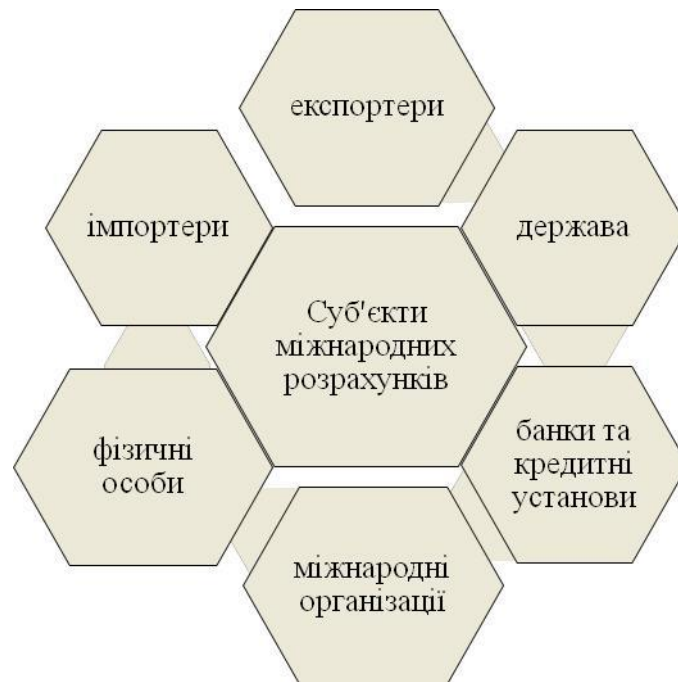 експортери
імпортери
держава
Суб'єкти
міжнародних
розрахунків
фізичні
особи
банки та
кредитні
установи
міжнародні
організації